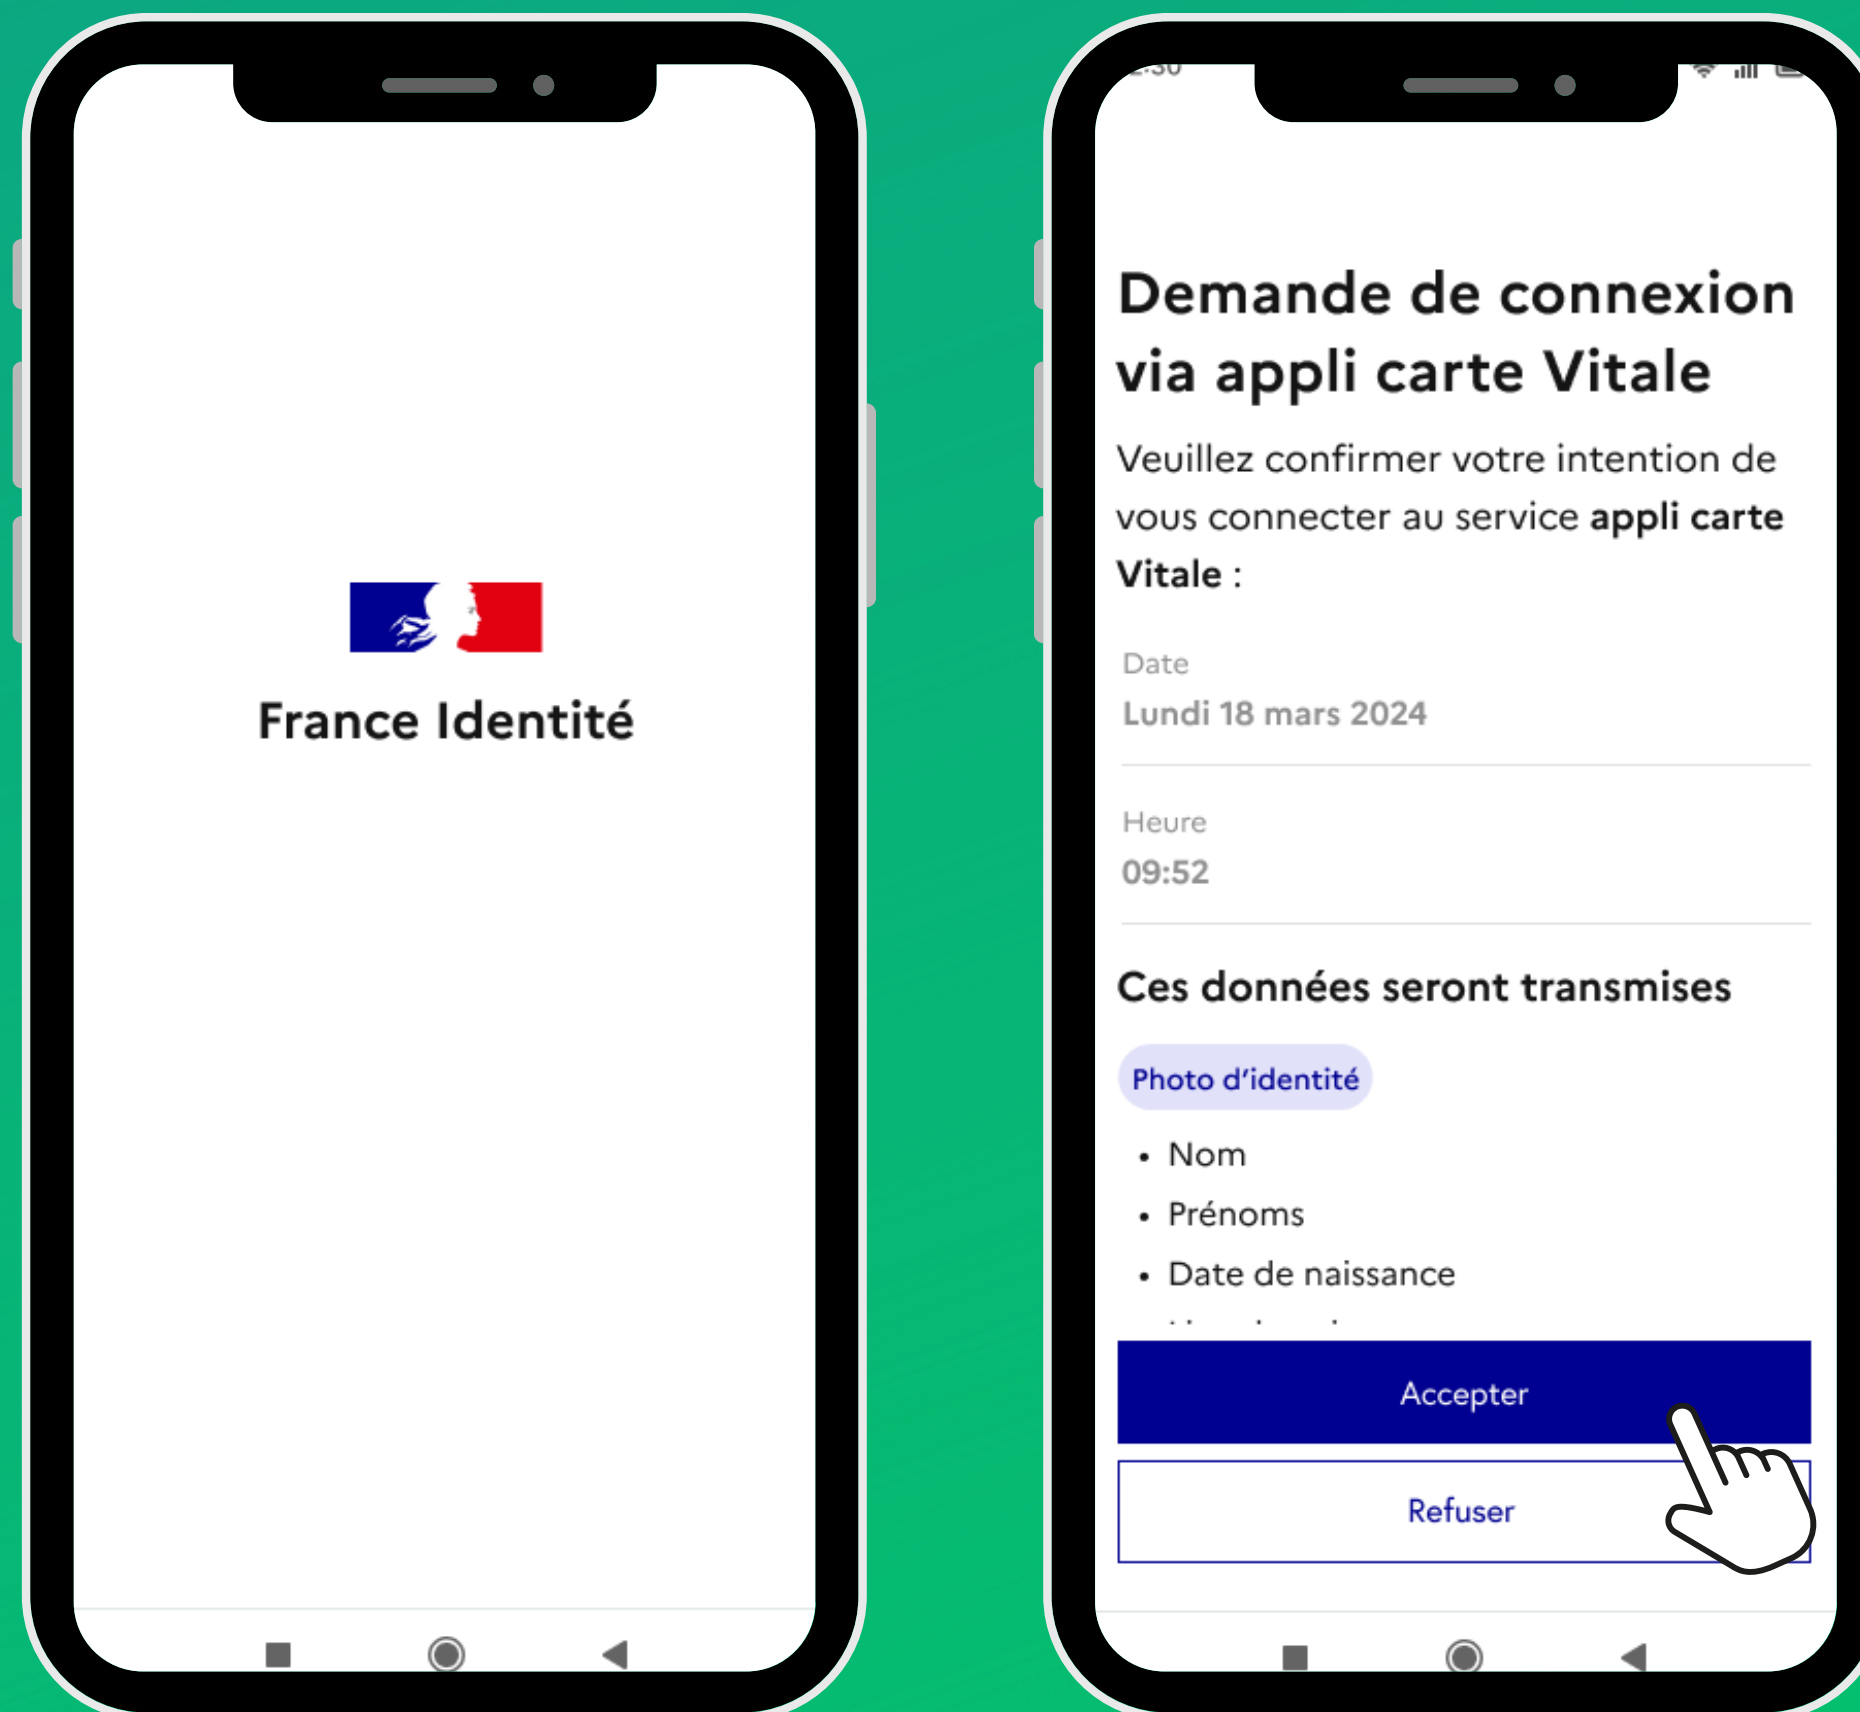 France Identité
Demande de connexion
via appli carte Vitale
Veuillez confirmer votre intention de
vous connecter au service appli carte
Vitale :
Date
Lundi 18 mars 2024
Heure
09:52
Ces données seront transmises
Photo d'identité
• Nom
• Prénoms
• Date de naissance
Accepter
Refuser